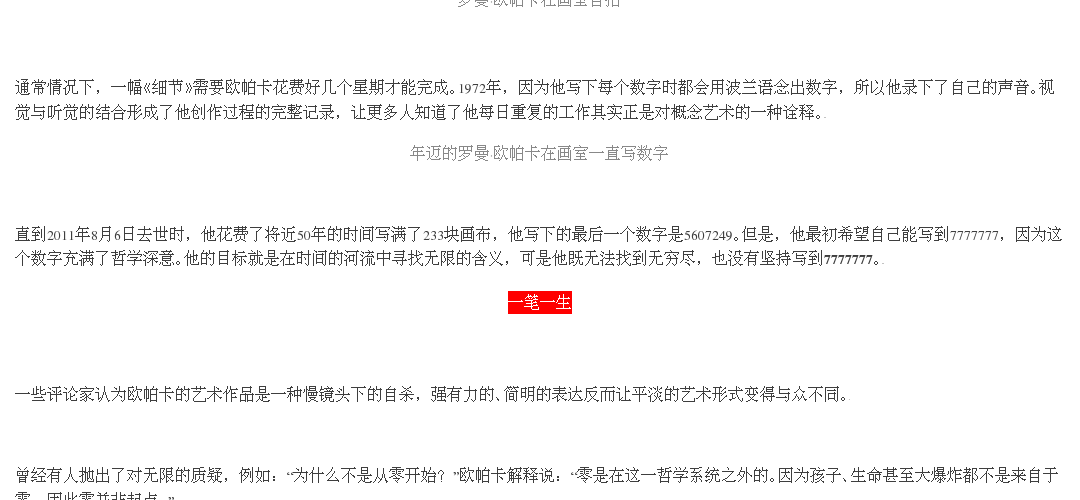 罗曼·欧帕卡在画室自拍
通常情况下，一幅《细节》需要欧帕卡花费好几个星期才能完成。1972年，因为他写下每个数字时都会用波兰语念出数字，所以他录下了自己的声音。视
觉与听觉的结合形成了他创作过程的完整记录，让更多人知道了他每日重复的工作其实正是对概念艺术的一种诠释。
年迈的罗曼·欧帕卡在画室一直写数字
直到2011年8月6日去世时，他花费了将近50年的时间写满了233块画布，他写下的最后一个数字是5607249。但是，他最初希望自己能写到7777777，因为这
个数字充满了哲学深意。他的目标就是在时间的河流中寻找无限的含义，可是他既无法找到无穷尽，也没有坚持写到7777777。
一笔一生
一些评论家认为欧帕卡的艺术作品是一种慢镜头下的自杀，强有力的、简明的表达反而让平淡的艺术形式变得与众不同。
曾经有人抛出了对无限的质疑，例如：“为什么不是从零开始？”欧帕卡解释说：“零是在这一哲学系统之外的。因为孩子、生命甚至大爆炸都不是来自于
零，因此零并非起点。”